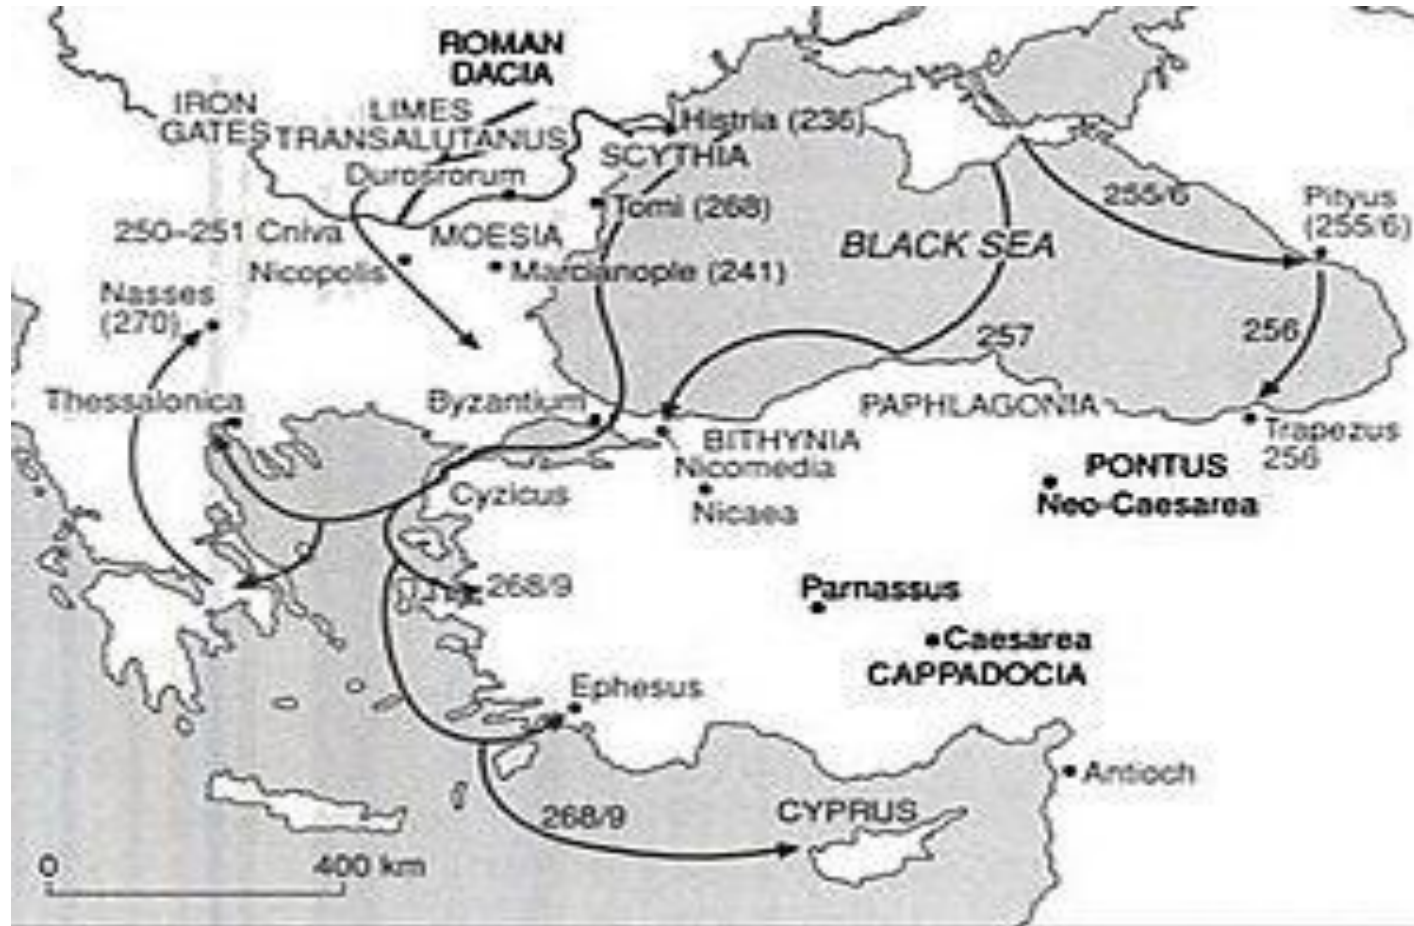 ROMAN
DACIA
IRON
GATES
LIMES
TRANSALUTANUS
Histria (236)
SCYTHIA
Durosrorum
Tomi (268)
250–251 Cniva
MOESIA
Nicopolis
Marcianople (241)
BLACK SEA
255/6
Pityus
(255/6)
Nasses
(270)
257
256
Thessalonica
Byzantium
PAPHLAGONIA
BITHYNIA
Trapezus
256
Nicomedia
PONTUS
Cyzicus
Nicaea
Neo-Caesarea
268/9
Parnassus
Caesarea
CAPPADOCIA
Ephesus
Antioch
268/9
CYPRUS
0
400 km